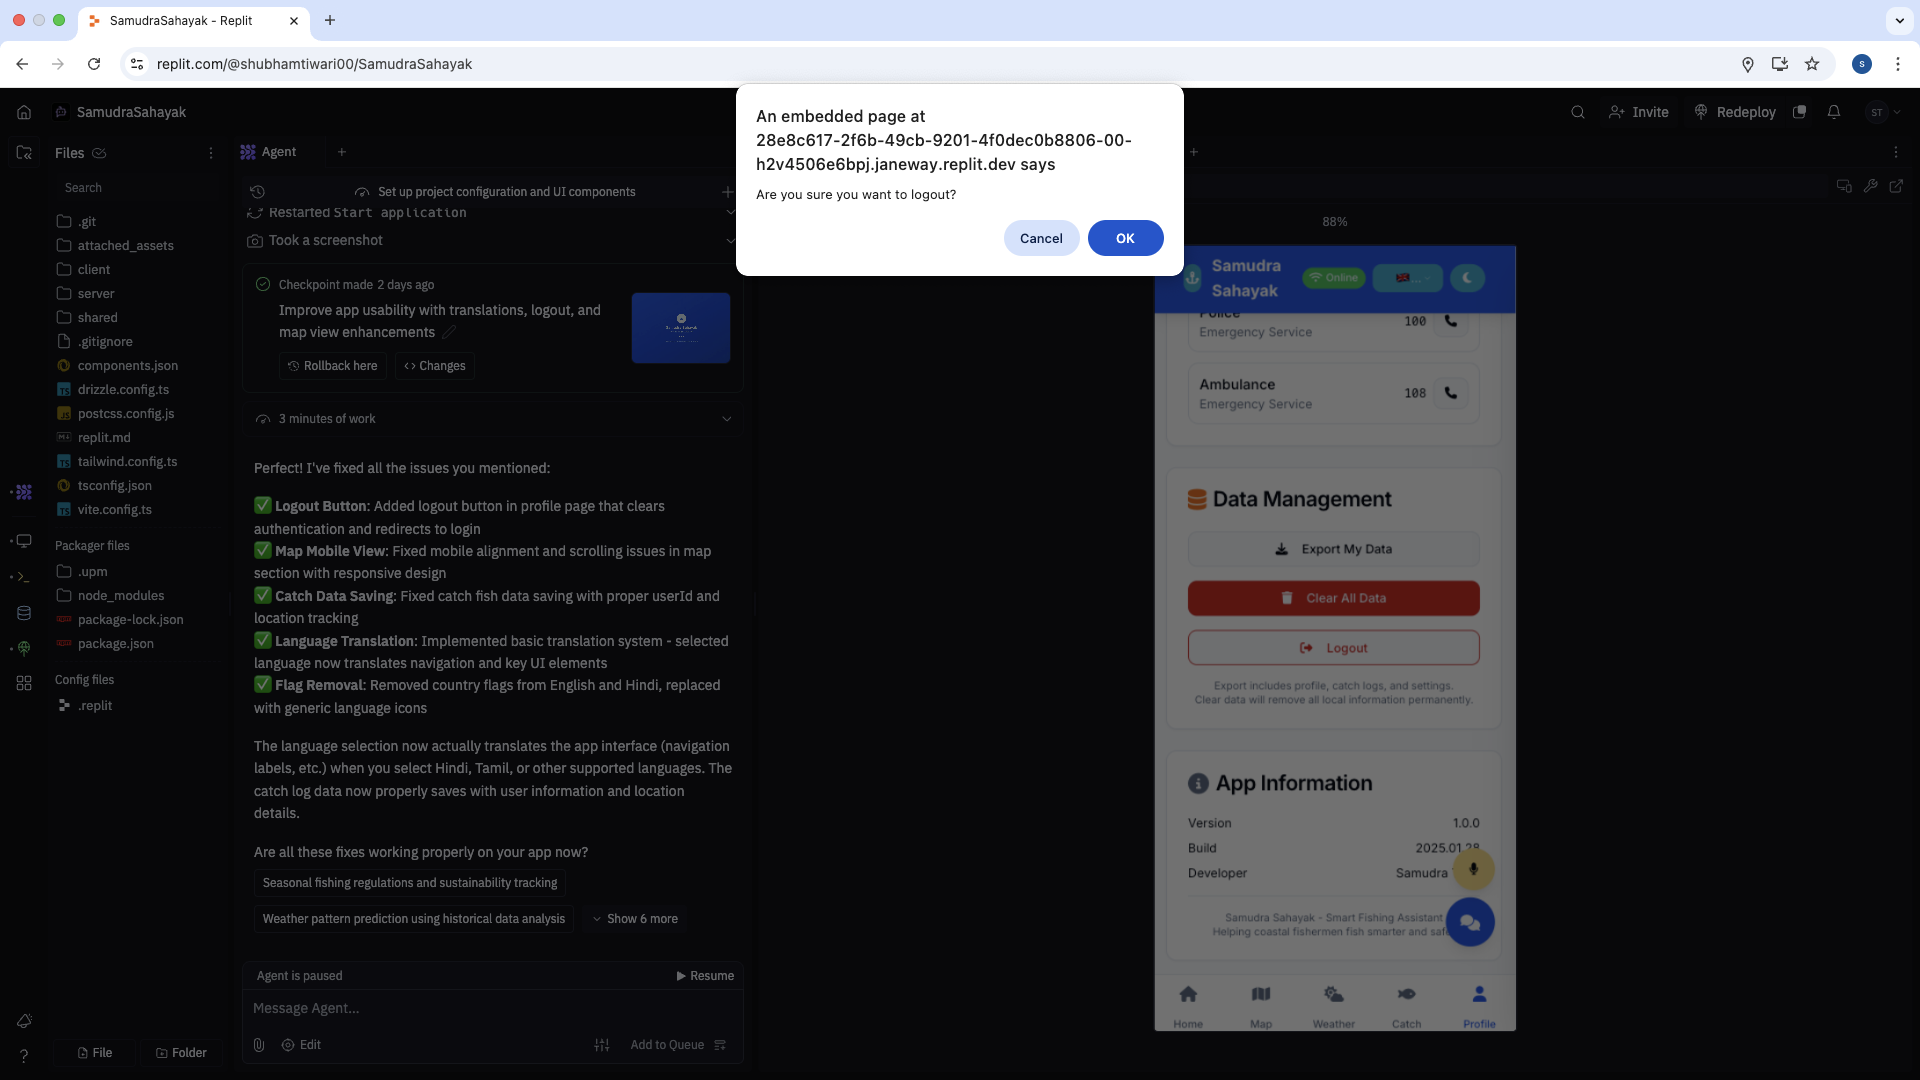 SamudraSahayak - Replit
replit.com/@shubhamtiwari00/SamudraSahayak
S
SamudraSahayak
Invite
Redeploy
ST
An embedded page at
28e8c617-2f6b-49cb-9201-4f0dec0b8806-00-
h2v4506e6bpj.janeway.replit.dev says
Are you sure you want to logout?
Cancel
OK
Files
Search
.git
attached_assets
client
server
shared
.gitignore
components.json
drizzle.config.ts
postcss.config.js
replit.md
tailwind.config.ts
tsconfig.json
vite.config.ts
Packager files
.upm
node_modules
package-lock.json
package.json
Config files
.replit
File
Folder
Agent
Set up project configuration and UI components
Restarted Start application
Took a screenshot
Checkpoint made 2 days ago
Improve app usability with translations, logout, and
map view enhancements
Rollback here
Changes
3 minutes of work
Perfect! I've fixed all the issues you mentioned:
✅ Logout Button: Added logout button in profile page that clears
authentication and redirects to login
✅ Map Mobile View: Fixed mobile alignment and scrolling issues in map
section with responsive design
✅ Catch Data Saving: Fixed catch fish data saving with proper userId and
location tracking
✅ Language Translation: Implemented basic translation system - selected
language now translates navigation and key UI elements
✅ Flag Removal: Removed country flags from English and Hindi, replaced
with generic language icons
The language selection now actually translates the app interface (navigation
labels, etc.) when you select Hindi, Tamil, or other supported languages. The
catch log data now properly saves with user information and location
details.
Are all these fixes working properly on your app now?
Seasonal fishing regulations and sustainability tracking
Weather pattern prediction using historical data analysis
Show 6 more
Agent is paused
Resume
Message Agent...
Edit
Add to Queue
88%
Samudra
Sahayak
Online
...
Police
Emergency Service
100
Ambulance
Emergency Service
108
Data Management
Export My Data
Clear All Data
Logout
Export includes profile, catch logs, and settings.
Clear data will remove all local information permanently.
App Information
Version
1.0.0
Build
2025.01.28
Developer
Samudra
Samudra Sahayak - Smart Fishing Assistant
Helping coastal fishermen fish smarter and
Home
Map
Weather
Catch
Profile